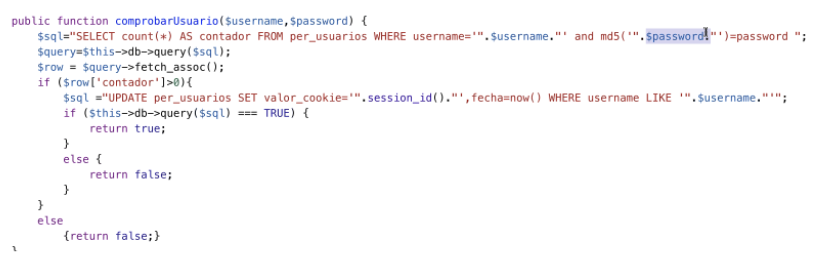 public function comprobarUsuario($username,$password) {
$sql="SELECT count(*) AS contador FROM per_usuarios WHERE username='".$username."' and md5('".$password."')=password ";
$query=$this->db->query($sql);
$row = $query->fetch_assoc();
if ($row['contador']>0){
$sql ="UPDATE per_usuarios SET valor_cookie='".session_id()."',fecha=now() WHERE username LIKE '".$username."'";
if ($this->db->query($sql) === TRUE) {
return true;
}
else {
return false;
}
}
else
{return false;}
}